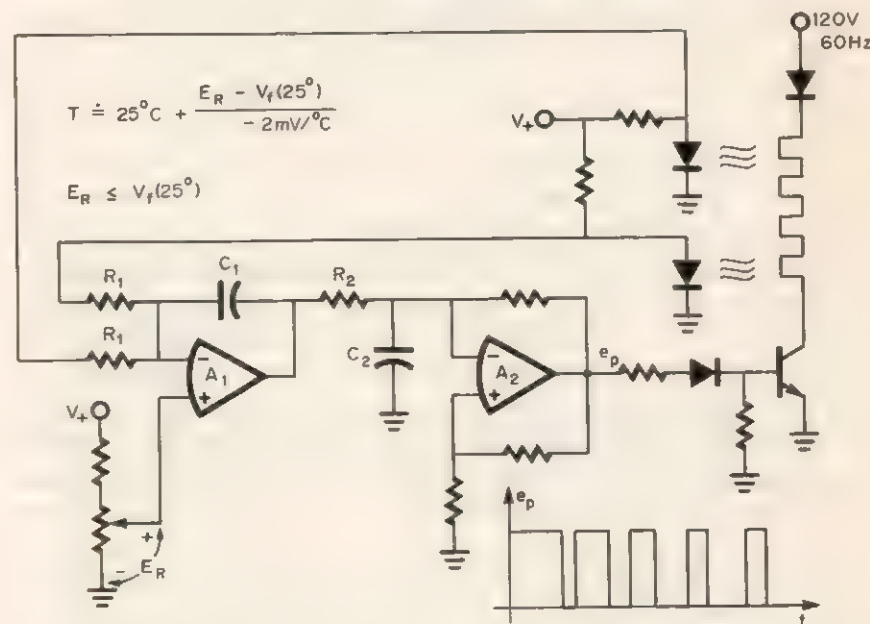 120V
60Hz
T ≐ 25°C + (E_R − V_f(25°)) / (−2mV/°C)
V+
E_R ≤ V_f(25°)
R₁
C₁
R₂
R₁
−
A₁
+
C₂
−
A₂
+
e_p
V+
+
E_R
−
e_p
t